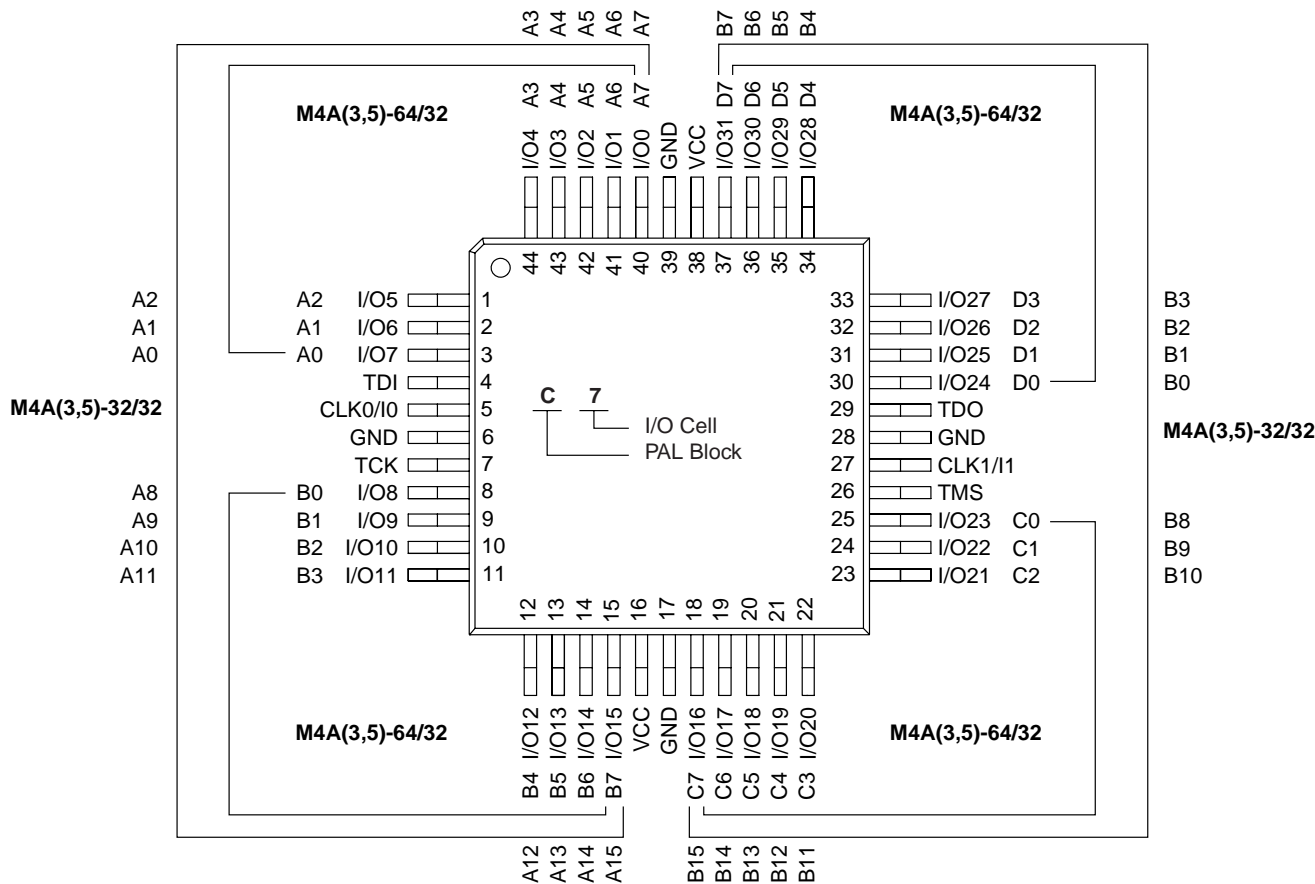 A3 A4 A5 A6 A7 B7 B6 B5 B4
A3 A4 A5 A6 A7 D7 D6 D5 D4
M4A(3,5)-64/32 M4A(3,5)-64/32
I/O4 I/O3 I/O2 I/O1 I/O0 GND VCC I/O31 I/O30 I/O29 I/O28
44 43 42 41 40 39 38 37 36 35 34
A2 A2 I/O5 1 33 I/O27 D3 B3
A1 A1 I/O6 2 32 I/O26 D2 B2
A0 A0 I/O7 3 31 I/O25 D1 B1
TDI 4 30 I/O24 D0 B0
M4A(3,5)-32/32 CLK0/I0 5 C 7 29 TDO M4A(3,5)-32/32
I/O Cell
GND 6 PAL Block 28 GND
TCK 7 27 CLK1/I1
A8 B0 I/O8 8 26 TMS
A9 B1 I/O9 9 25 I/O23 C0 B8
A10 B2 I/O10 10 24 I/O22 C1 B9
A11 B3 I/O11 11 23 I/O21 C2 B10
12 13 14 15 16 17 18 19 20 21 22
I/O12 I/O13 I/O14 I/O15 VCC GND I/O16 I/O17 I/O18 I/O19 I/O20
M4A(3,5)-64/32 M4A(3,5)-64/32
B4 B5 B6 B7 C7 C6 C5 C4 C3
A12 A13 A14 A15 B15 B14 B13 B12 B11